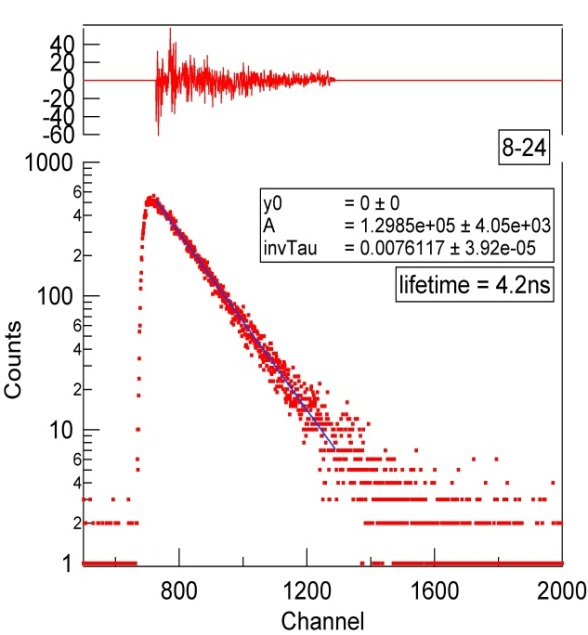 40
20
0
-20
-40
-60
8-24
1000
6
4
2
100
6
4
2
10
6
4
2
1
y0 = 0 ± 0
A = 1.2985e+05 ± 4.05e+03
invTau = 0.0076117 ± 3.92e-05
lifetime = 4.2ns
Counts
800 1200 1600 2000
Channel